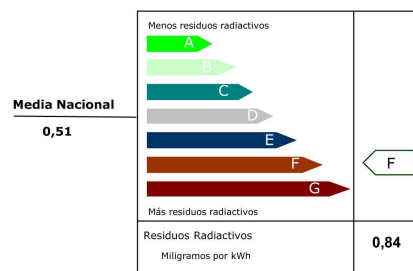 Menos residuos radiactivos
A
B
C
Media Nacional
D
0,51
E
F
F
G
Más residuos radiactivos
Residuos Radiactivos
0,84
Miligramos por kWh